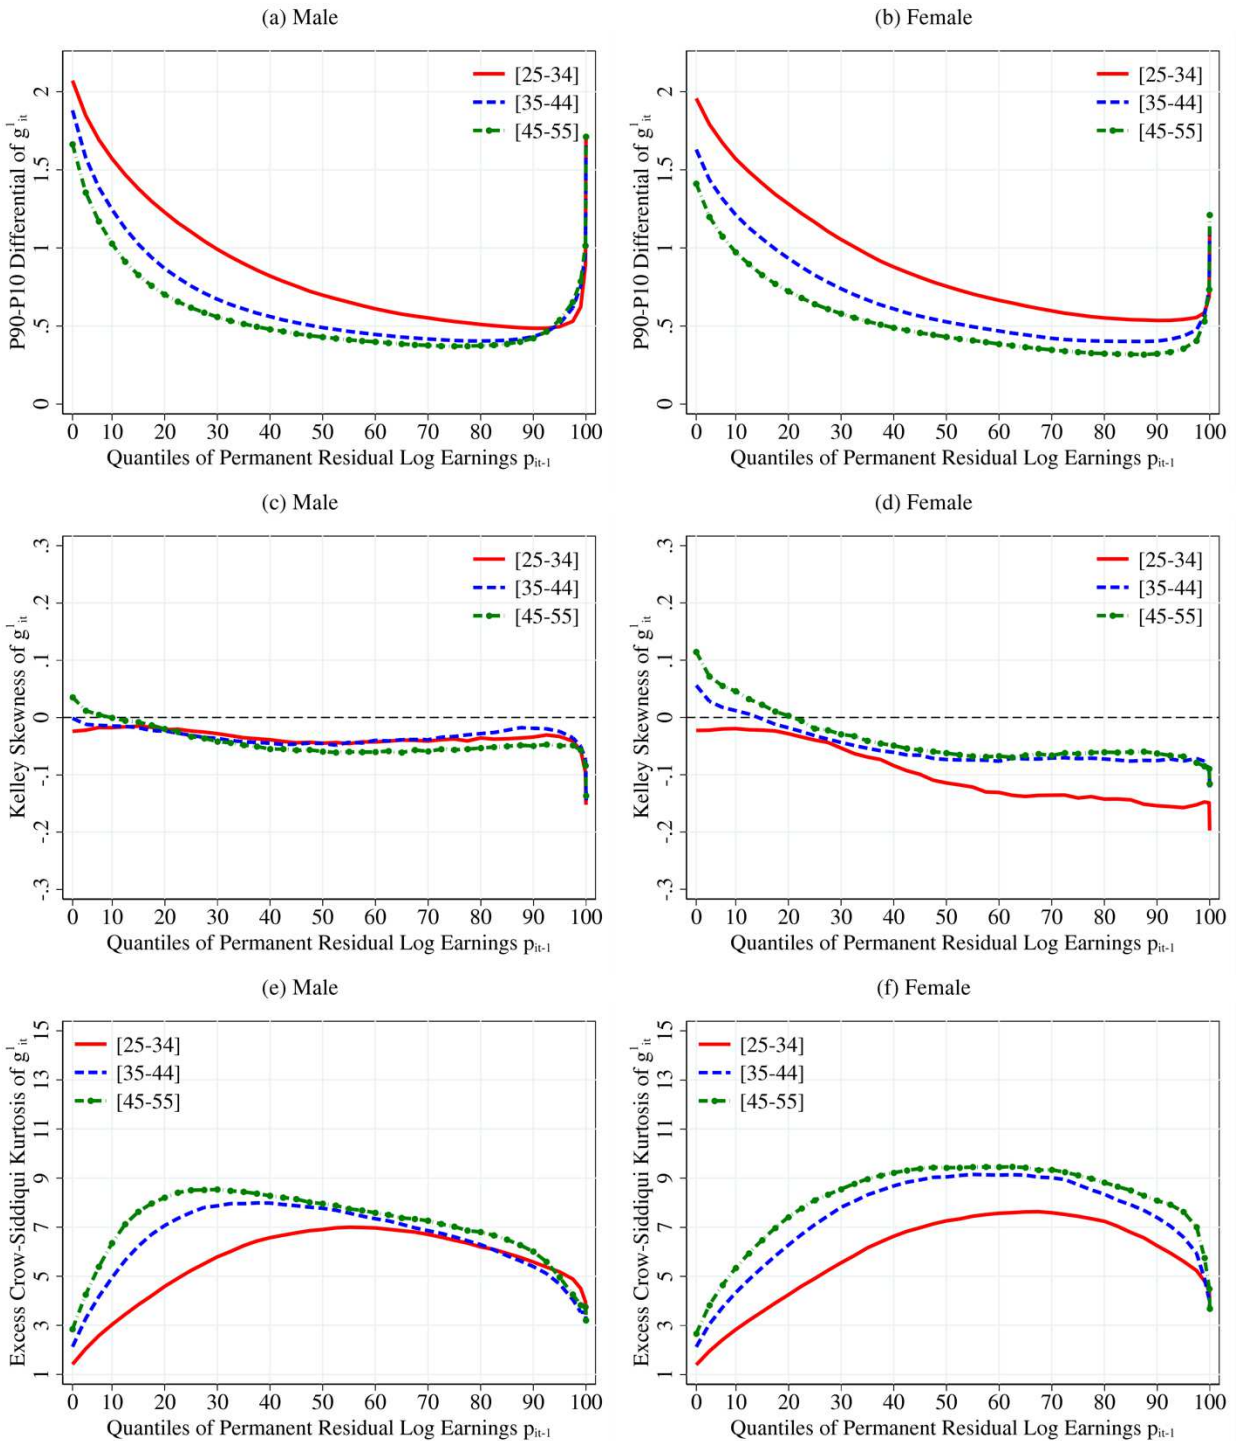 (a) Male
P90-P10 Differential of g¹ᵢₜ
2
1.5
1
.5
0
[25-34]
[35-44]
[45-55]
0 10 20 30 40 50 60 70 80 90 100
Quantiles of Permanent Residual Log Earnings pᵢₜ₋₁
(b) Female
P90-P10 Differential of g¹ᵢₜ
2
1.5
1
.5
0
[25-34]
[35-44]
[45-55]
0 10 20 30 40 50 60 70 80 90 100
Quantiles of Permanent Residual Log Earnings pᵢₜ₋₁
(c) Male
Kelley Skewness of g¹ᵢₜ
.3
.2
.1
0
-.1
-.2
-.3
[25-34]
[35-44]
[45-55]
0 10 20 30 40 50 60 70 80 90 100
Quantiles of Permanent Residual Log Earnings pᵢₜ₋₁
(d) Female
Kelley Skewness of g¹ᵢₜ
.3
.2
.1
0
-.1
-.2
-.3
[25-34]
[35-44]
[45-55]
0 10 20 30 40 50 60 70 80 90 100
Quantiles of Permanent Residual Log Earnings pᵢₜ₋₁
(e) Male
Excess Crow-Siddiqui Kurtosis of g¹ᵢₜ
15
13
11
9
7
5
3
1
[25-34]
[35-44]
[45-55]
0 10 20 30 40 50 60 70 80 90 100
Quantiles of Permanent Residual Log Earnings pᵢₜ₋₁
(f) Female
Excess Crow-Siddiqui Kurtosis of g¹ᵢₜ
15
13
11
9
7
5
3
1
[25-34]
[35-44]
[45-55]
0 10 20 30 40 50 60 70 80 90 100
Quantiles of Permanent Residual Log Earnings pᵢₜ₋₁